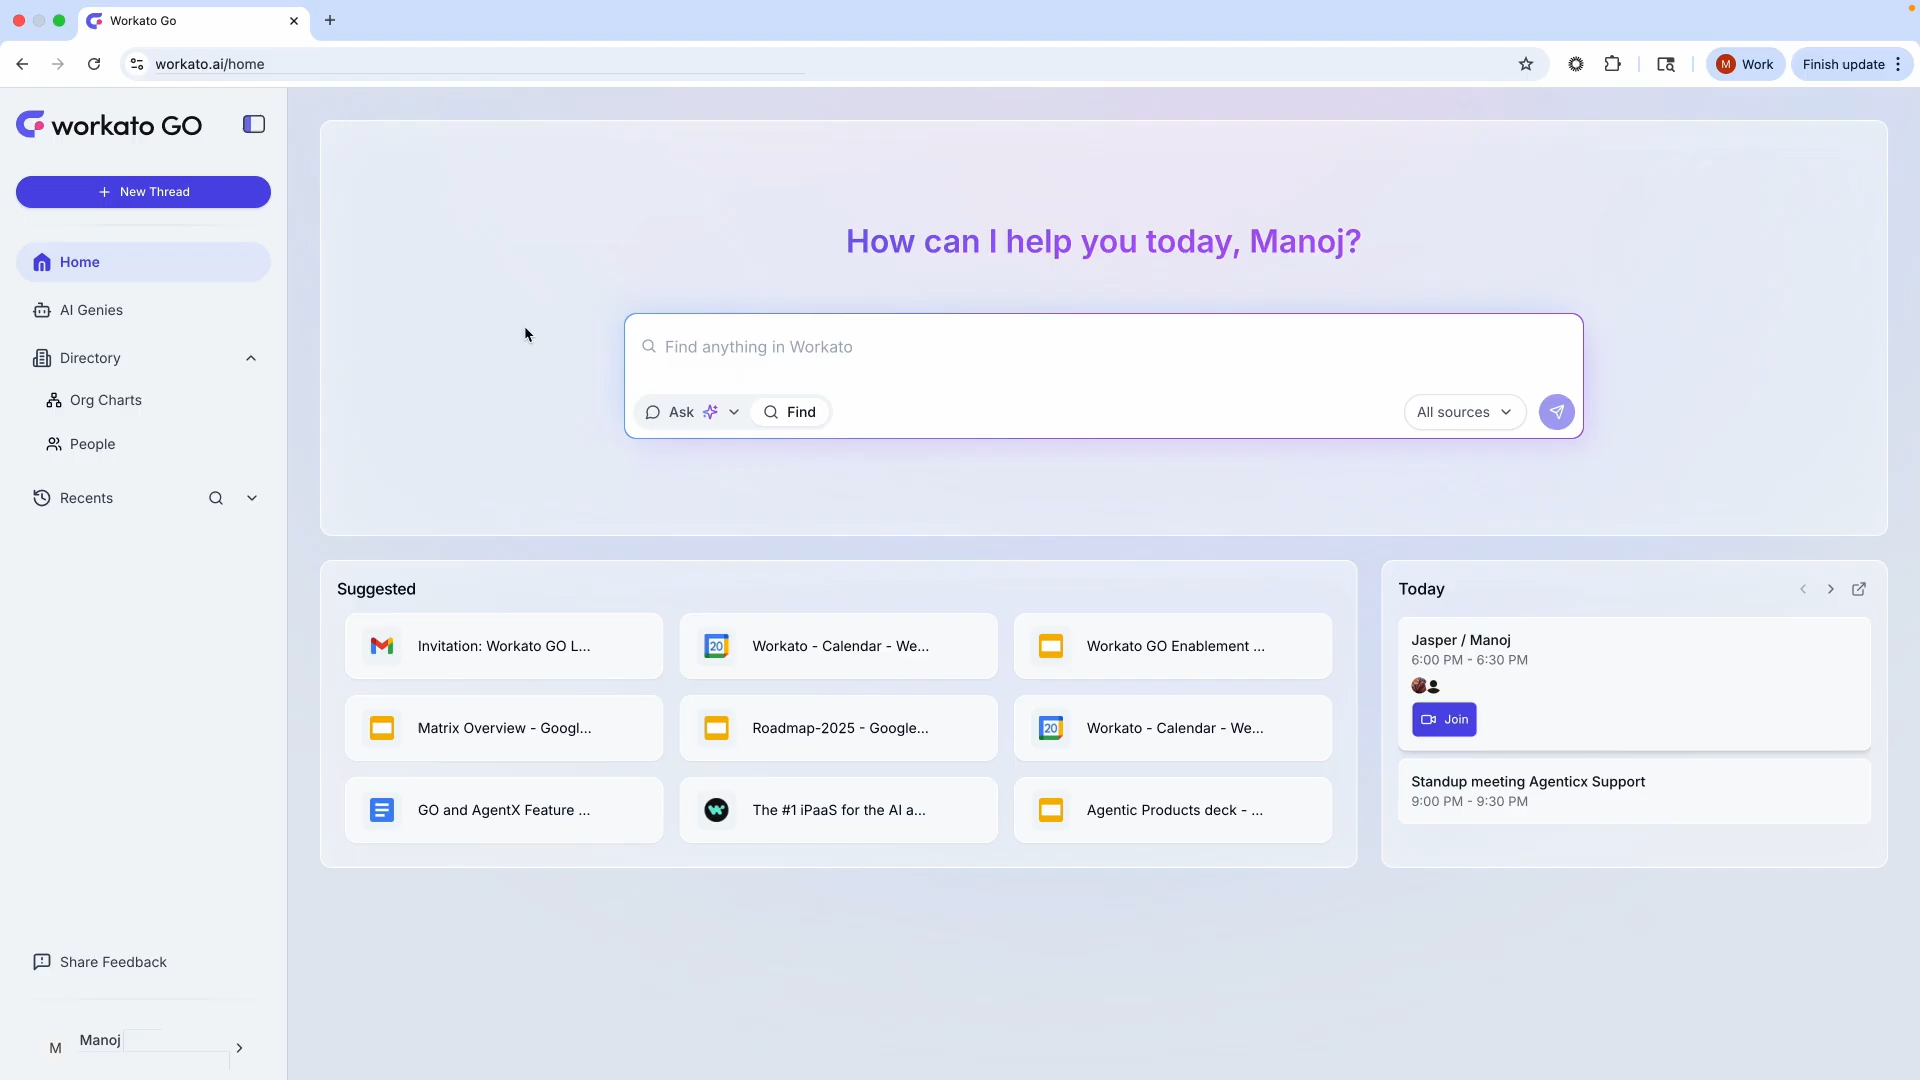 Workato Go
workato.ai/home
Work
Finish update
workato GO
New Thread
Home
AI Genies
Directory
Org Charts
People
Recents
Share Feedback
M
Manoj
How can I help you today, Manoj?
Find anything in Workato
Ask
Find
All sources
Suggested
Invitation: Workato GO L...
20
Workato - Calendar - We...
Workato GO Enablement ...
Matrix Overview - Googl...
Roadmap-2025 - Google...
20
Workato - Calendar - We...
GO and AgentX Feature ...
The #1 iPaaS for the AI a...
Agentic Products deck - ...
Today
Jasper / Manoj
6:00 PM - 6:30 PM
Join
Standup meeting Agenticx Support
9:00 PM - 9:30 PM